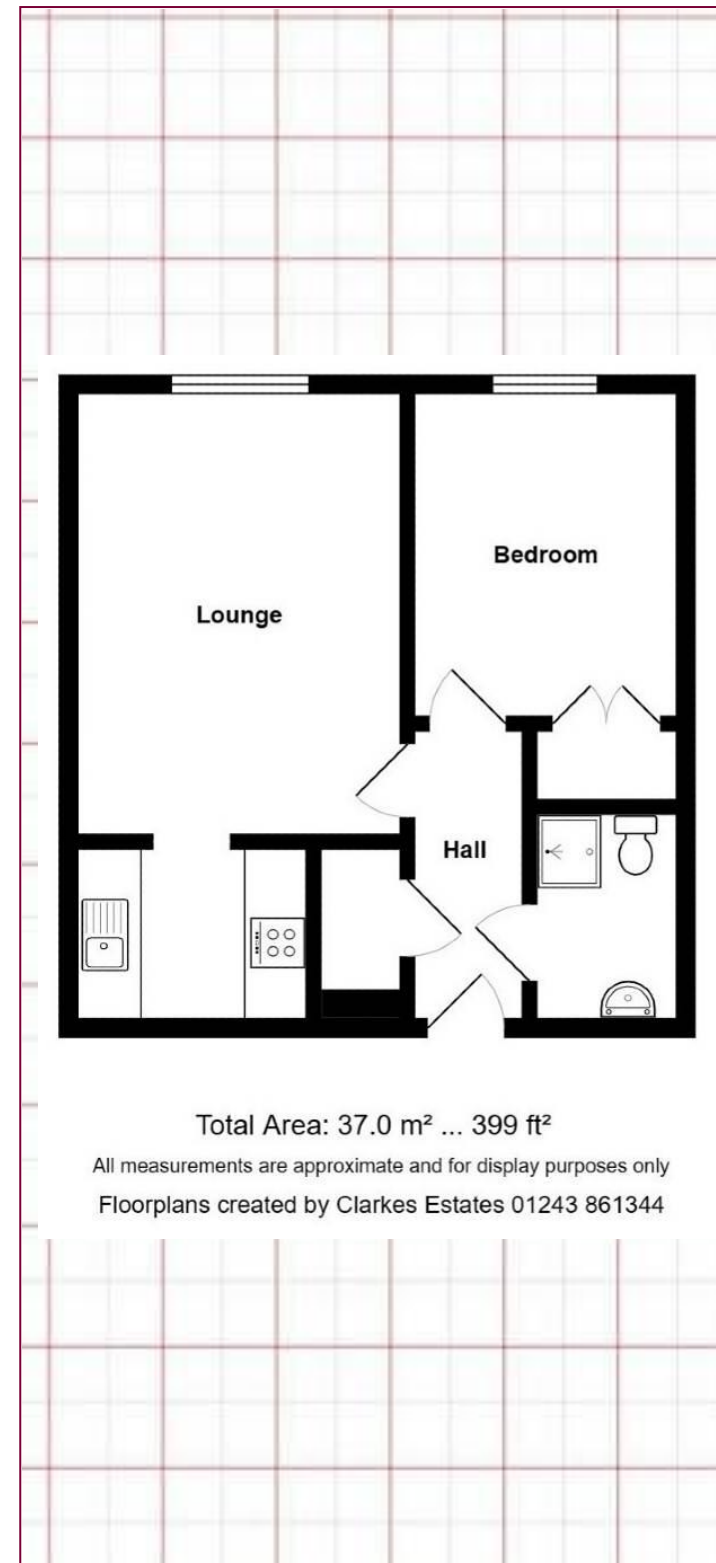 Bedroom
Lounge
Hall
Total Area: 37.0 m² ... 399 ft²
All measurements are approximate and for display purposes only
Floorplans created by Clarkes Estates 01243 861344